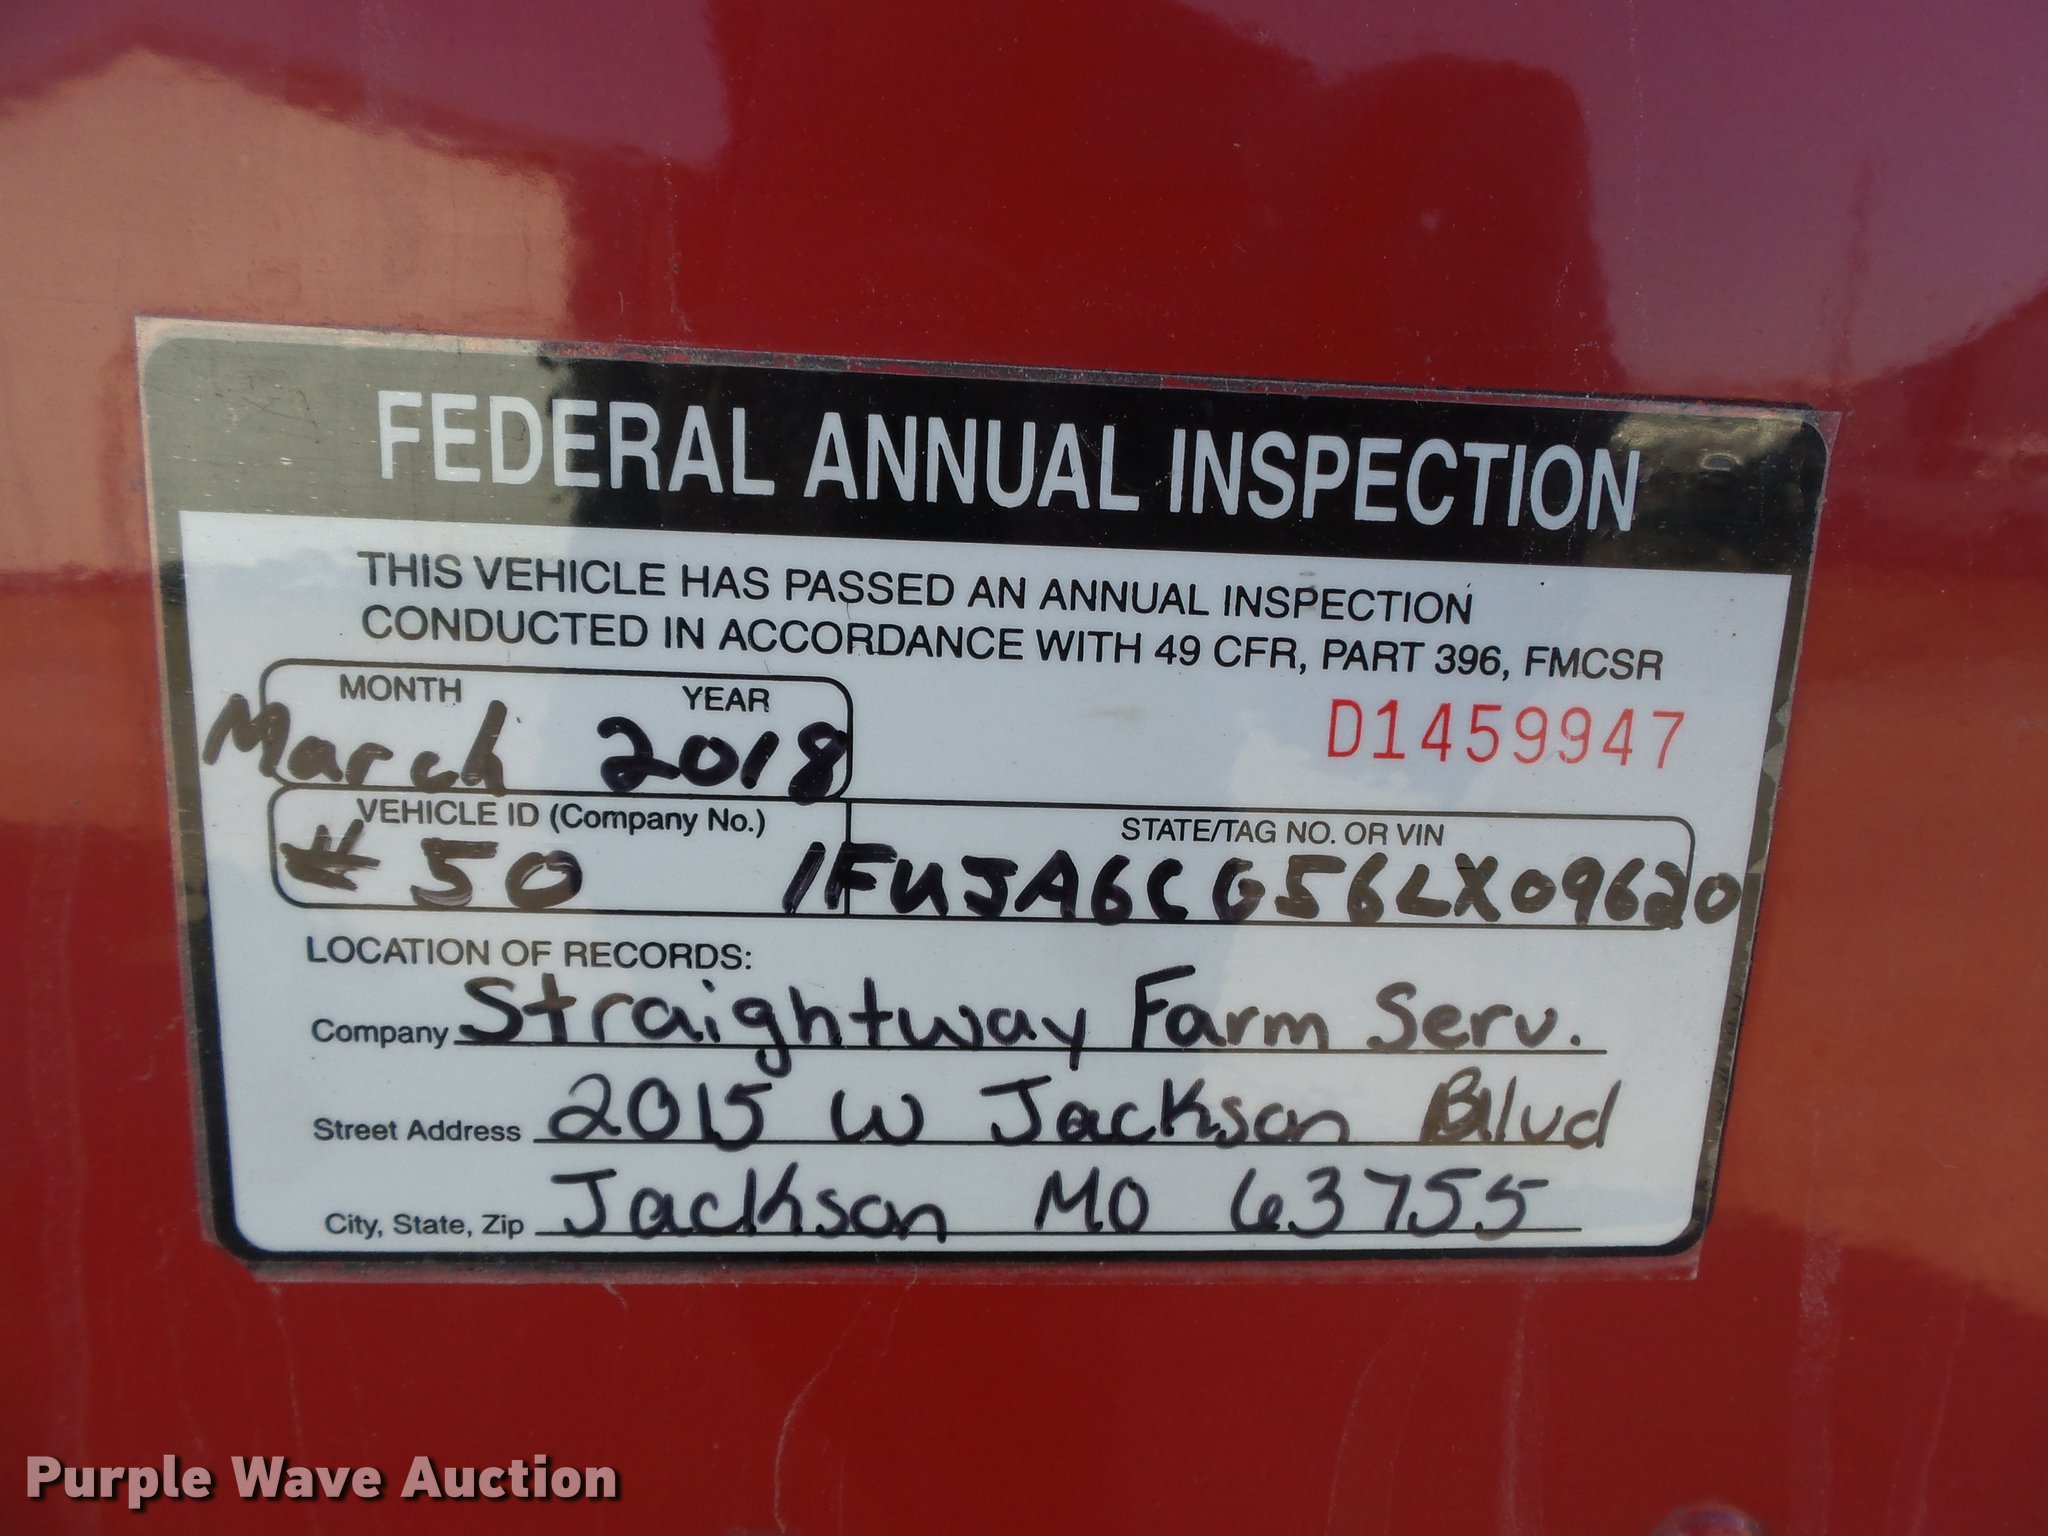 FEDERAL ANNUAL INSPECTION
THIS VEHICLE HAS PASSED AN ANNUAL INSPECTION
CONDUCTED IN ACCORDANCE WITH 49 CFR, PART 396, FMCSR
MONTH YEAR
March 2018
D1459947
VEHICLE ID (Company No.) STATE/TAG NO. OR VIN
#50 1FUJA6CG56LX09620
LOCATION OF RECORDS:
Company Straightway Farm Serv.
Street Address 2015 W Jackson Blvd
City, State, Zip Jackson MO 63755
Purple Wave Auction